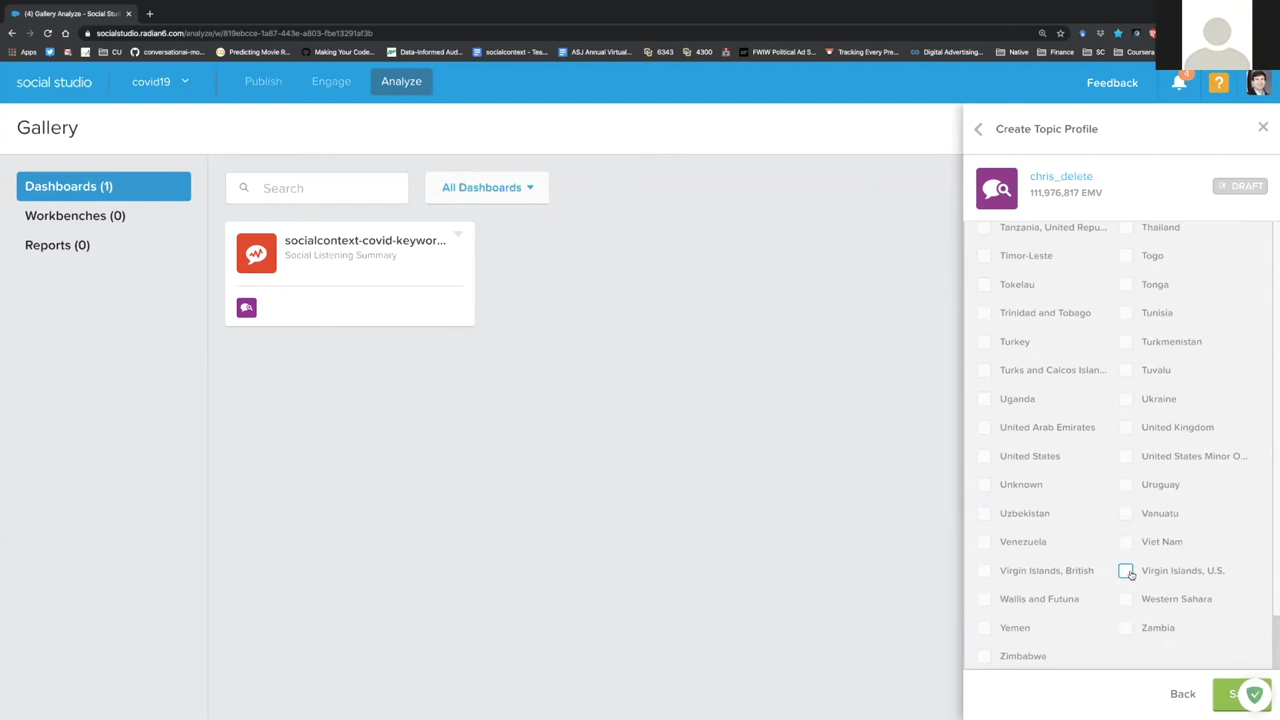 (4) Gallery Analyze - Social Stu
socialstudio.radian6.com/analyze/w/819ebcce-1a87-443e-a803-fbe13291af3b
Apps
CU
conversational-mo...
Predicting Movie R...
Making Your Code...
Data-Informed Aud...
socialcontext - Tea...
ASJ Annual Virtual...
6343
4300
FWIW Political Ad S...
Tracking Every Pre...
Digital Advertising...
Native
Finance
SC
Coursera
social studio
covid19
Publish
Engage
Analyze
Feedback
4
?
Gallery
Dashboards (1)
Workbenches (0)
Reports (0)
Search
All Dashboards
socialcontext-covid-keywor...
Social Listening Summary
Create Topic Profile
chris_delete
111,976,817 EMV
DRAFT
Tanzania, United Repu...
Thailand
Timor-Leste
Togo
Tokelau
Tonga
Trinidad and Tobago
Tunisia
Turkey
Turkmenistan
Turks and Caicos Islan...
Tuvalu
Uganda
Ukraine
United Arab Emirates
United Kingdom
United States
United States Minor O...
Unknown
Uruguay
Uzbekistan
Vanuatu
Venezuela
Viet Nam
Virgin Islands, British
Virgin Islands, U.S.
Wallis and Futuna
Western Sahara
Yemen
Zambia
Zimbabwe
Back